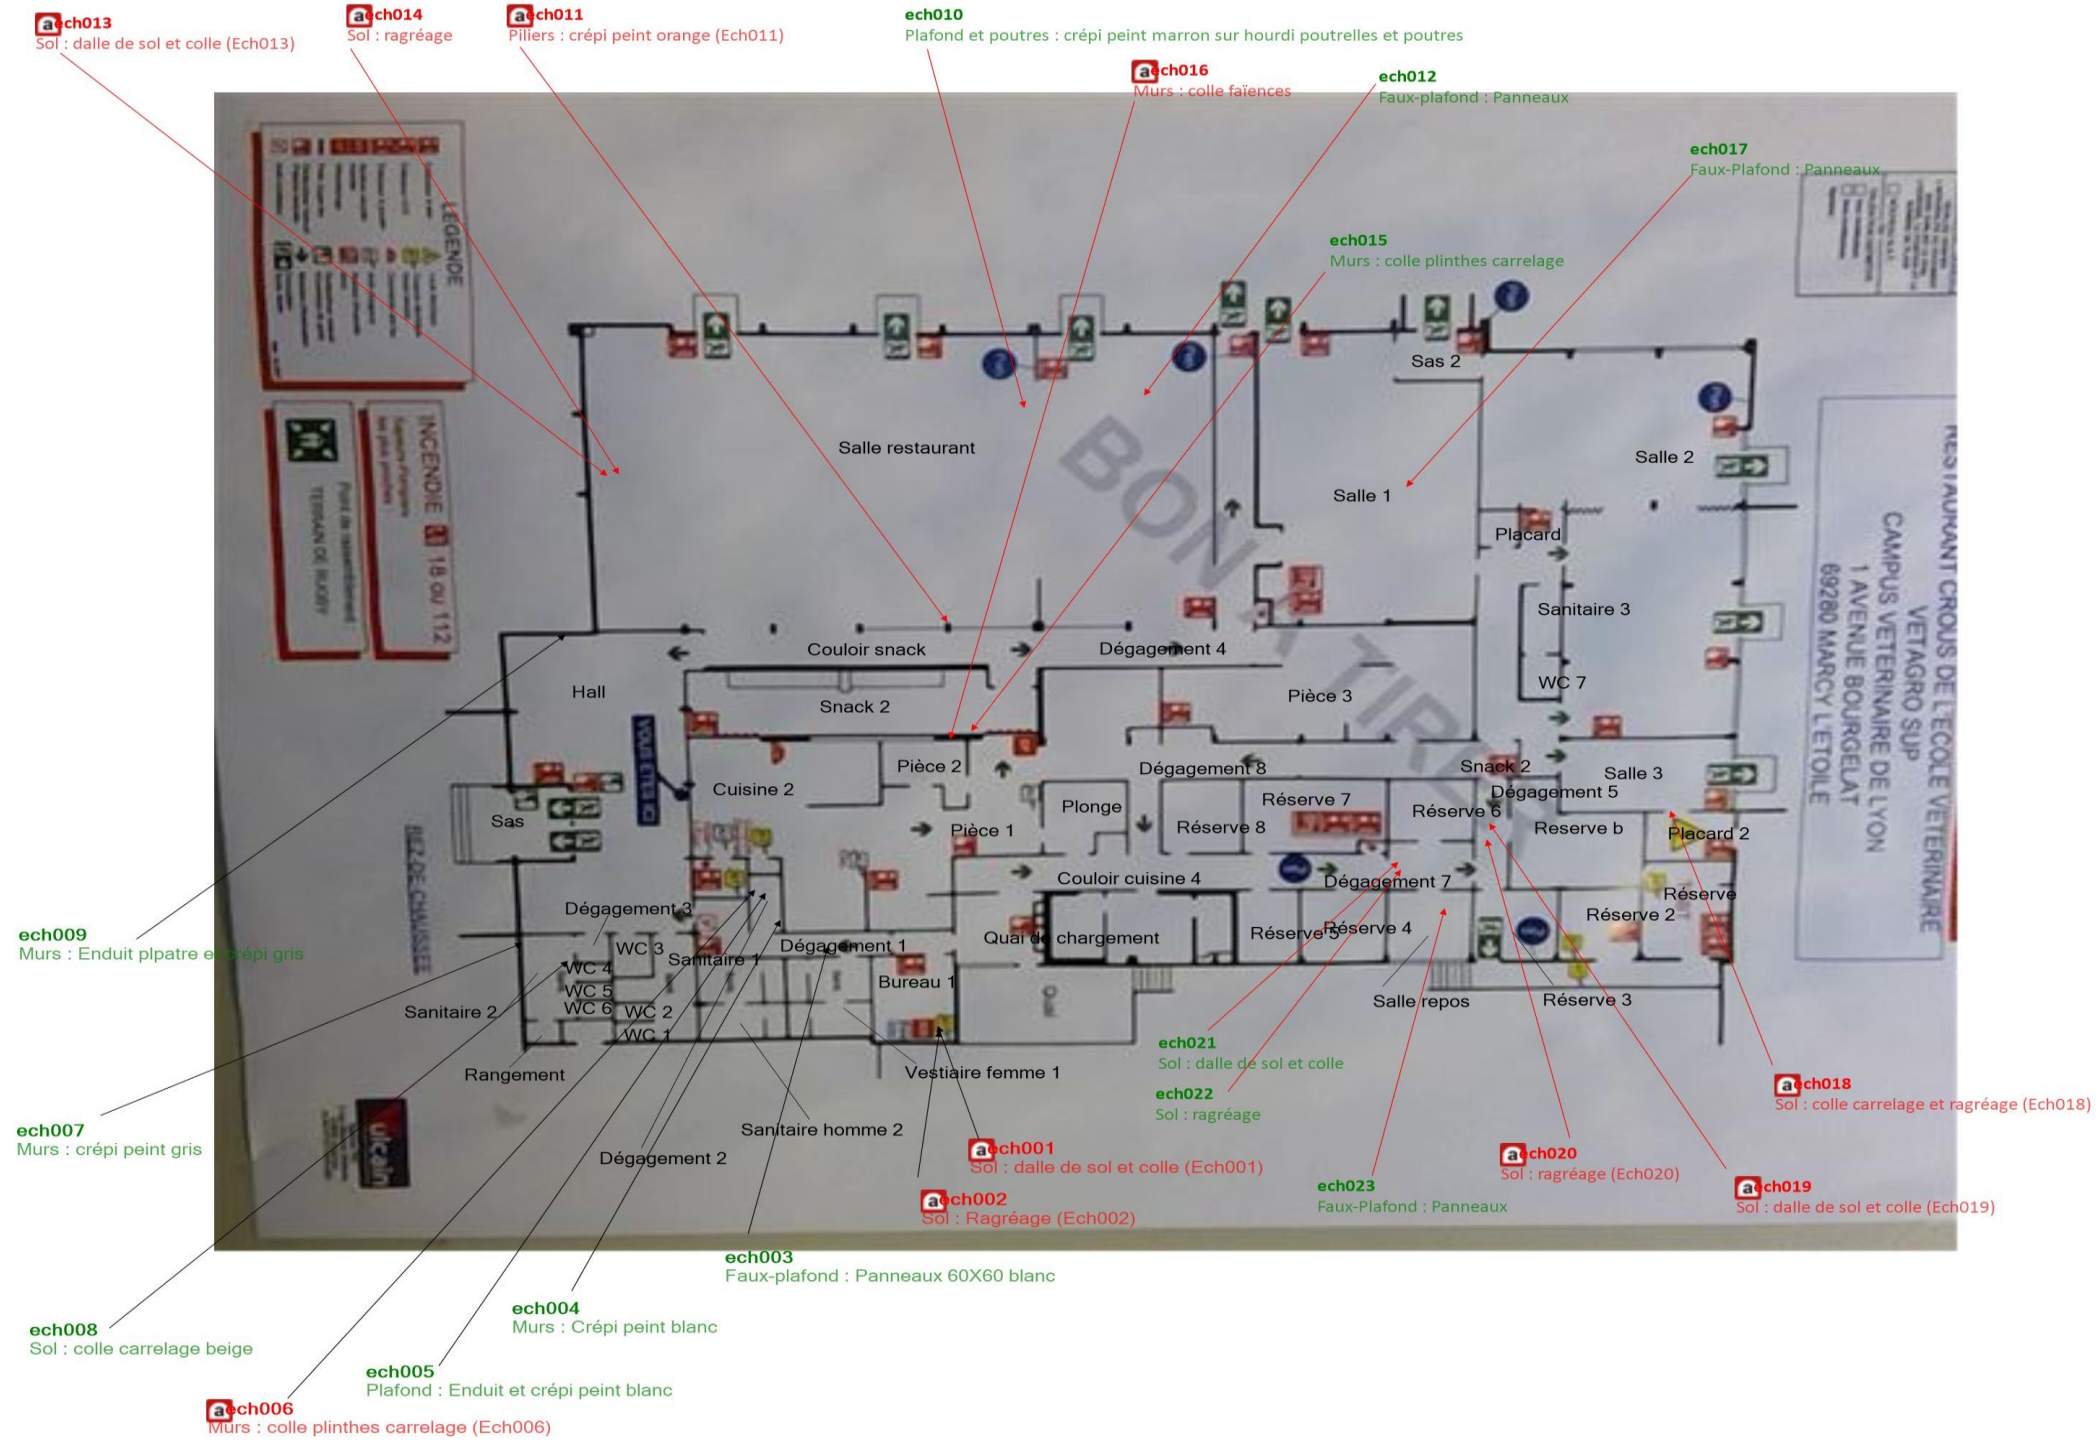 ech013
Sol : dalle de sol et colle (Ech013)
ech014
Sol : ragréage
ech011
Piliers : crépi peint orange (Ech011)
ech010
Plafond et poutres : crépi peint marron sur hourdi poutrelles et poutres
ech016
Murs : colle faïences
ech012
Faux-plafond : Panneaux
ech017
Faux-Plafond : Panneaux
ech015
Murs : colle plinthes carrelage
LÉGENDE
INCENDIE 18 ou 112
Point de rassemblement :
TERRAIN DE RUGBY
Sas 2
Salle restaurant
Salle 2
Salle 1
Placard
BON A TIRER
RESTAURANT CROUS DE L'ECOLE VETERINAIRE
VETAGRO SUP
CAMPUS VETERINAIRE DE LYON
1 AVENUE BOURGELAT
69280 MARCY L'ETOILE
Sanitaire 3
Couloir snack
Dégagement 4
Hall
Snack 2
Pièce 3
WC 7
VOUS ETES ICI
Cuisine 2
Pièce 2
Dégagement 8
Snack 2
Salle 3
Dégagement 5
Sas
Pièce 1
Plonge
Réserve 7
Réserve 8
Réserve 6
Reserve b
Placard 2
REZ-DE-CHAUSSEE
Couloir cuisine 4
Dégagement 7
Réserve
Dégagement 3
WC 3
Sanitaire 1
Dégagement 1
Quai de chargement
Réserve 5
Réserve 4
Réserve 2
WC 4
WC 5
WC 6
WC 2
WC 1
Bureau 1
Quai
Sanitaire 2
Salle repos
Réserve 3
Rangement
Vestiaire femme 1
Sanitaire homme 2
Dégagement 2
ech009
Murs : Enduit plpatre et crépi gris
ech007
Murs : crépi peint gris
ech021
Sol : dalle de sol et colle
ech022
Sol : ragréage
ech018
Sol : colle carrelage et ragréage (Ech018)
ech001
Sol : dalle de sol et colle (Ech001)
ech020
Sol : ragréage (Ech020)
ech002
Sol : Ragréage (Ech002)
ech023
Faux-Plafond : Panneaux
ech019
Sol : dalle de sol et colle (Ech019)
ech003
Faux-plafond : Panneaux 60X60 blanc
ech004
Murs : Crépi peint blanc
ech008
Sol : colle carrelage beige
ech005
Plafond : Enduit et crépi peint blanc
ech006
Murs : colle plinthes carrelage (Ech006)